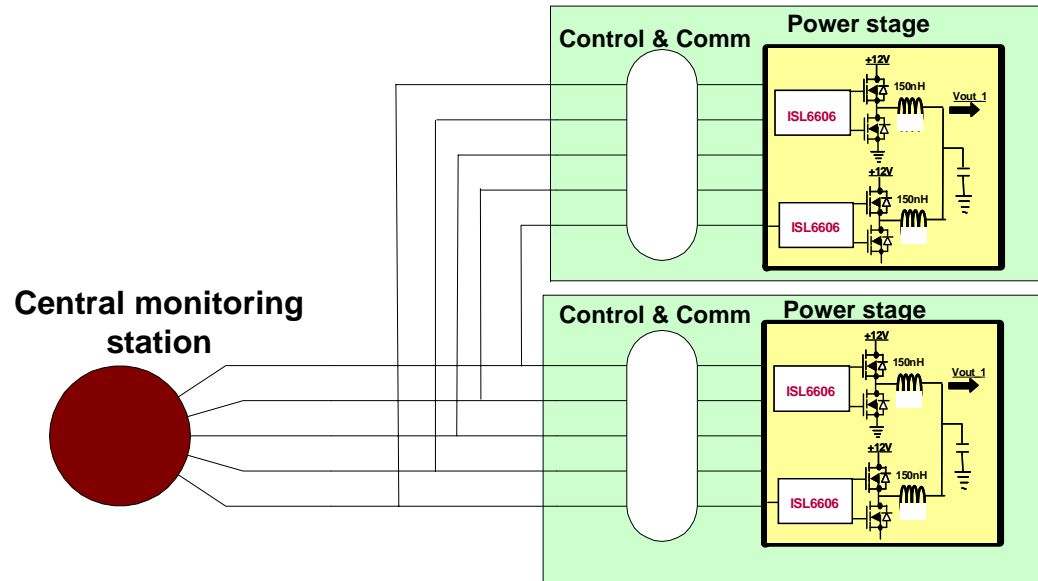 Power stage
Control & Comm
+12V
150nH
Vout_1
ISL6606
+12V
150nH
ISL6606
Central monitoring
station
Power stage
Control & Comm
+12V
150nH
Vout_1
ISL6606
+12V
150nH
ISL6606